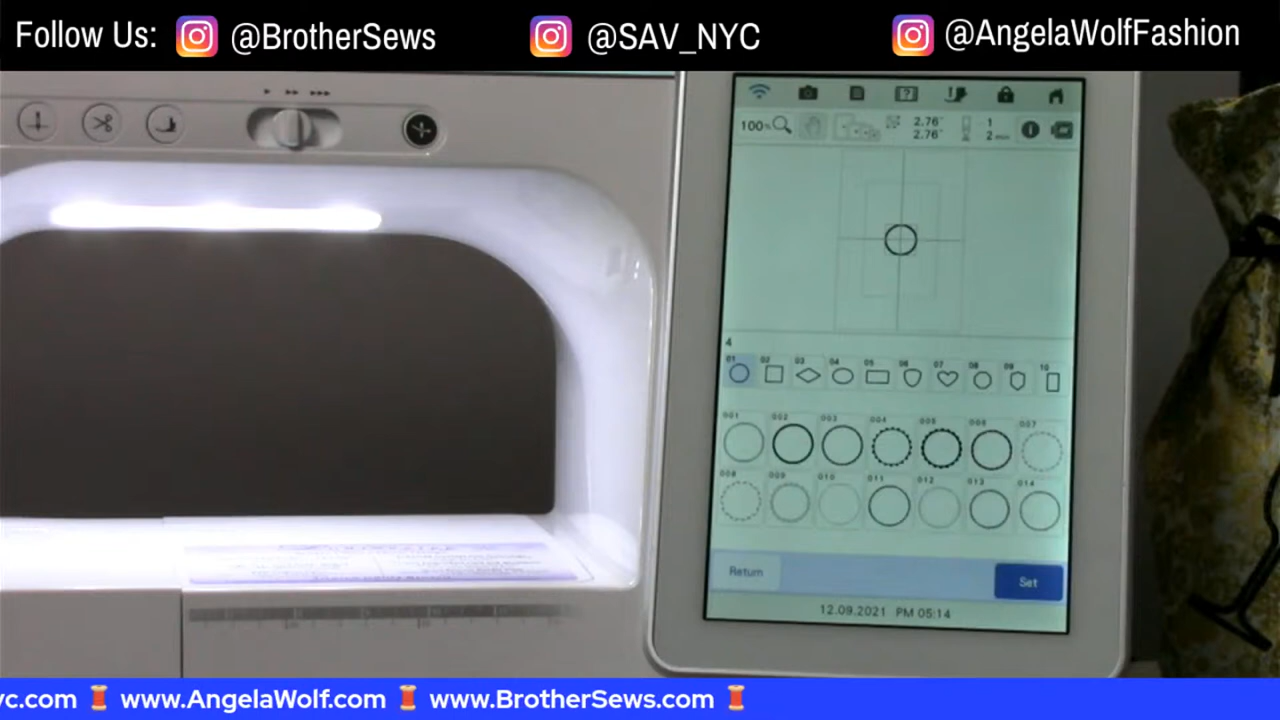 Follow Us: @BrotherSews @SAV_NYC @AngelaWolfFashion
100%
2.76"
2.76"
1
2 min
4
01 02 03 04 05 06 07 08 09 10
001 002 003 004 005 006 007
008 009 010 011 012 013 014
Return
Set
12.09.2021 PM 05:14
yc.com www.AngelaWolf.com www.BrotherSews.com